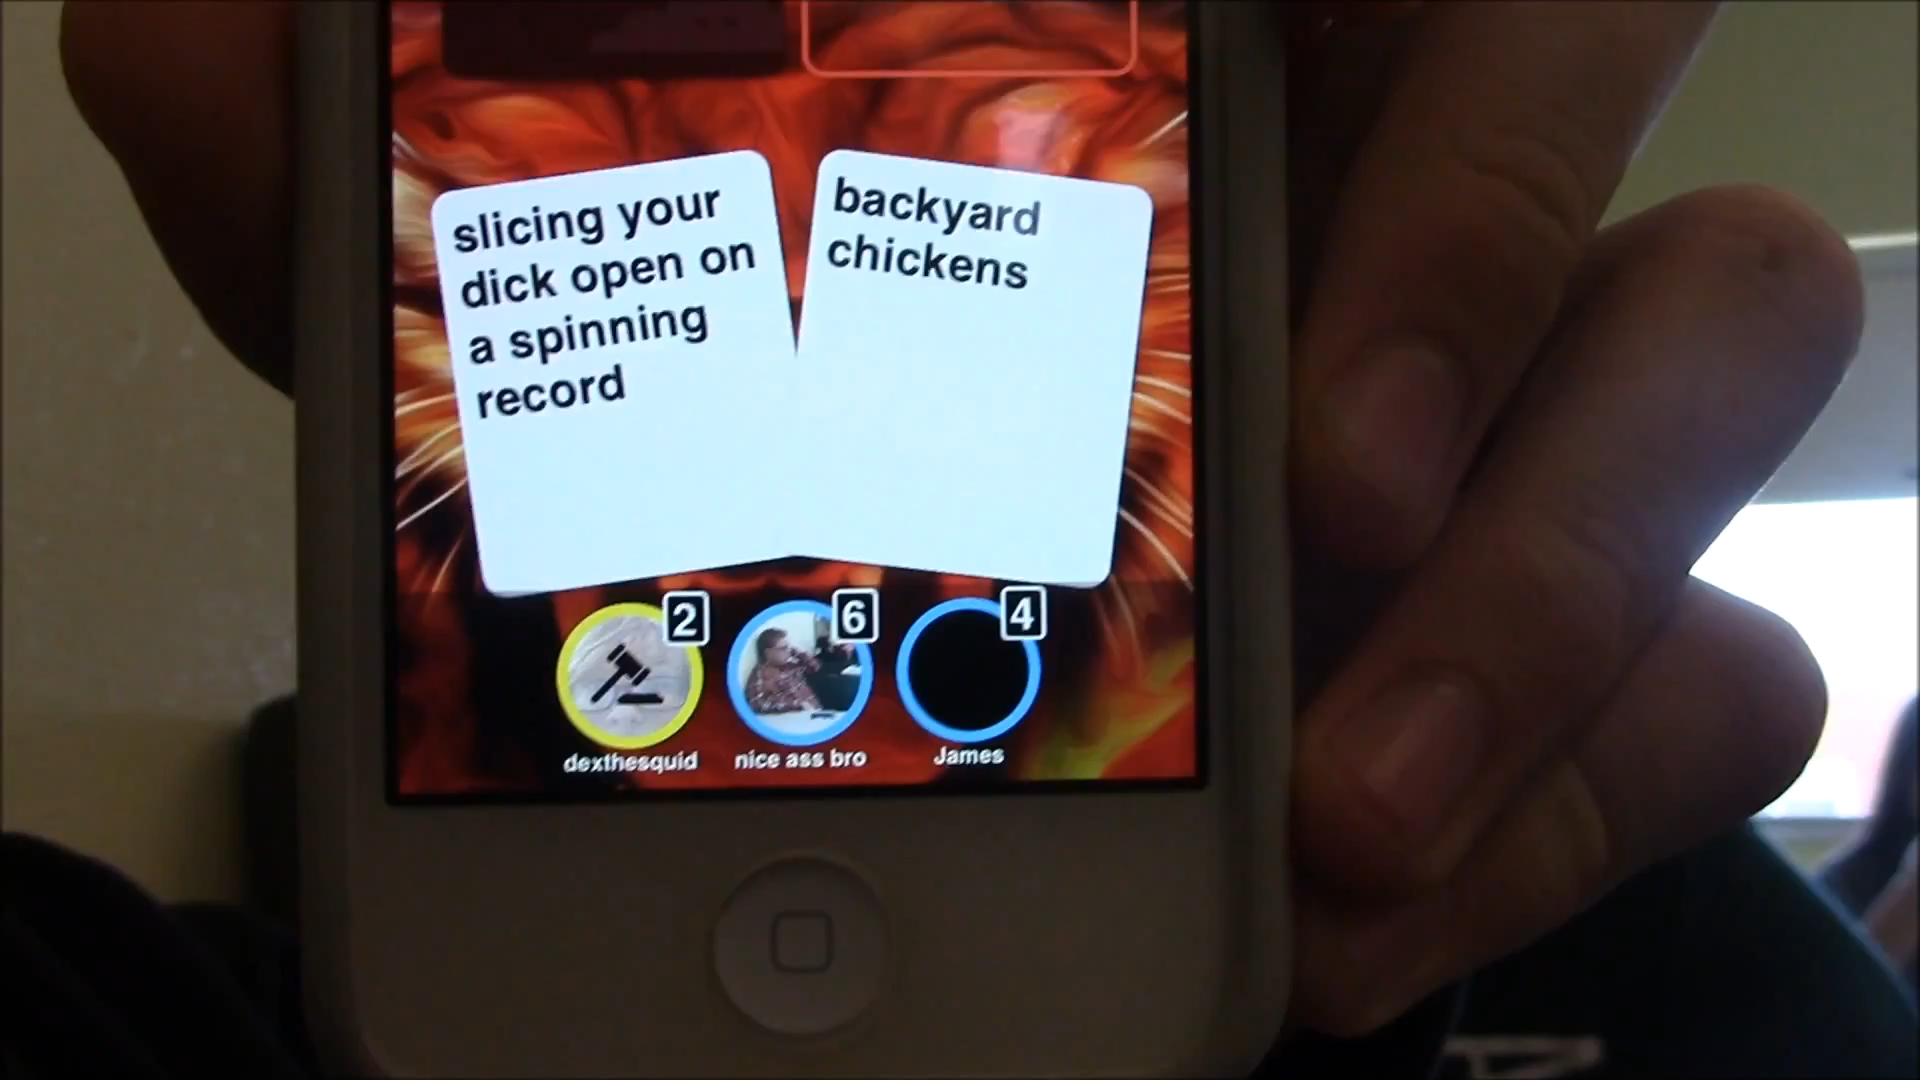 slicing your
dick open on
a spinning
record
backyard
chickens
2
6
4
dexthesquid
nice ass bro
James